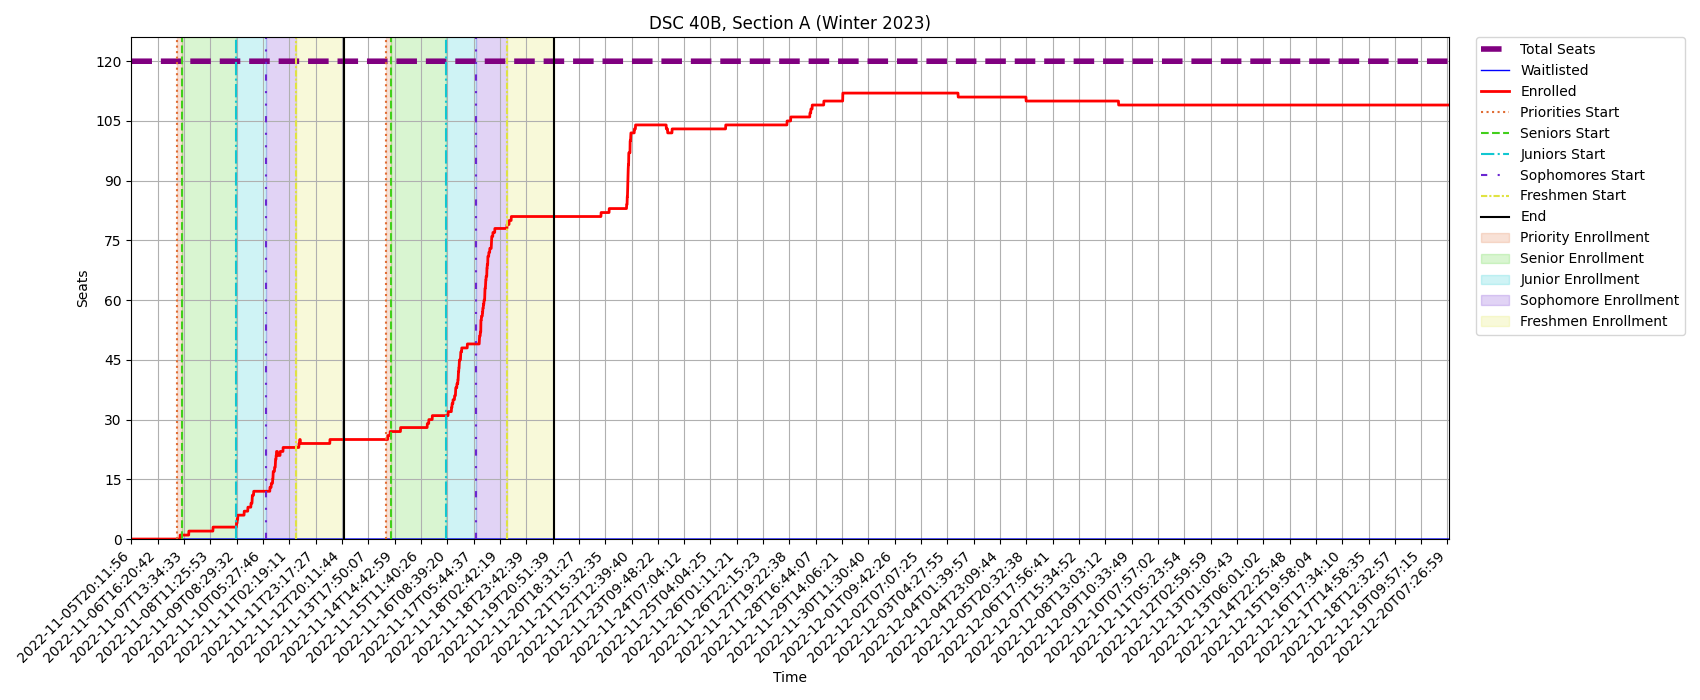 DSC 40B, Section A (Winter 2023)
Seats
120
105
90
75
60
45
30
15
0
2022-11-05T20:11:56
2022-11-06T16:20:42
2022-11-07T13:34:33
2022-11-08T11:25:53
2022-11-09T08:29:32
2022-11-10T05:27:46
2022-11-11T02:19:11
2022-11-11T23:17:27
2022-11-12T20:11:44
2022-11-13T17:50:07
2022-11-14T14:42:59
2022-11-15T11:40:26
2022-11-16T08:39:20
2022-11-17T05:44:37
2022-11-18T02:42:19
2022-11-18T23:42:39
2022-11-19T20:51:39
2022-11-20T18:31:27
2022-11-21T15:32:35
2022-11-22T12:39:40
2022-11-23T09:48:22
2022-11-24T07:04:12
2022-11-25T04:04:25
2022-11-26T01:11:21
2022-11-26T22:15:23
2022-11-27T19:22:38
2022-11-28T16:44:07
2022-11-29T14:06:21
2022-11-30T11:30:40
2022-12-01T09:42:26
2022-12-02T07:07:25
2022-12-03T04:27:55
2022-12-04T01:39:57
2022-12-04T23:09:44
2022-12-05T20:32:38
2022-12-06T17:56:41
2022-12-07T15:34:52
2022-12-08T13:03:12
2022-12-09T10:33:49
2022-12-10T07:57:02
2022-12-11T05:23:54
2022-12-12T02:59:59
2022-12-13T01:05:43
2022-12-13T06:01:02
2022-12-14T22:25:48
2022-12-15T19:58:04
2022-12-16T17:34:10
2022-12-17T14:58:35
2022-12-18T12:32:57
2022-12-19T09:57:15
2022-12-20T07:26:59
Time
Total Seats
Waitlisted
Enrolled
Priorities Start
Seniors Start
Juniors Start
Sophomores Start
Freshmen Start
End
Priority Enrollment
Senior Enrollment
Junior Enrollment
Sophomore Enrollment
Freshmen Enrollment